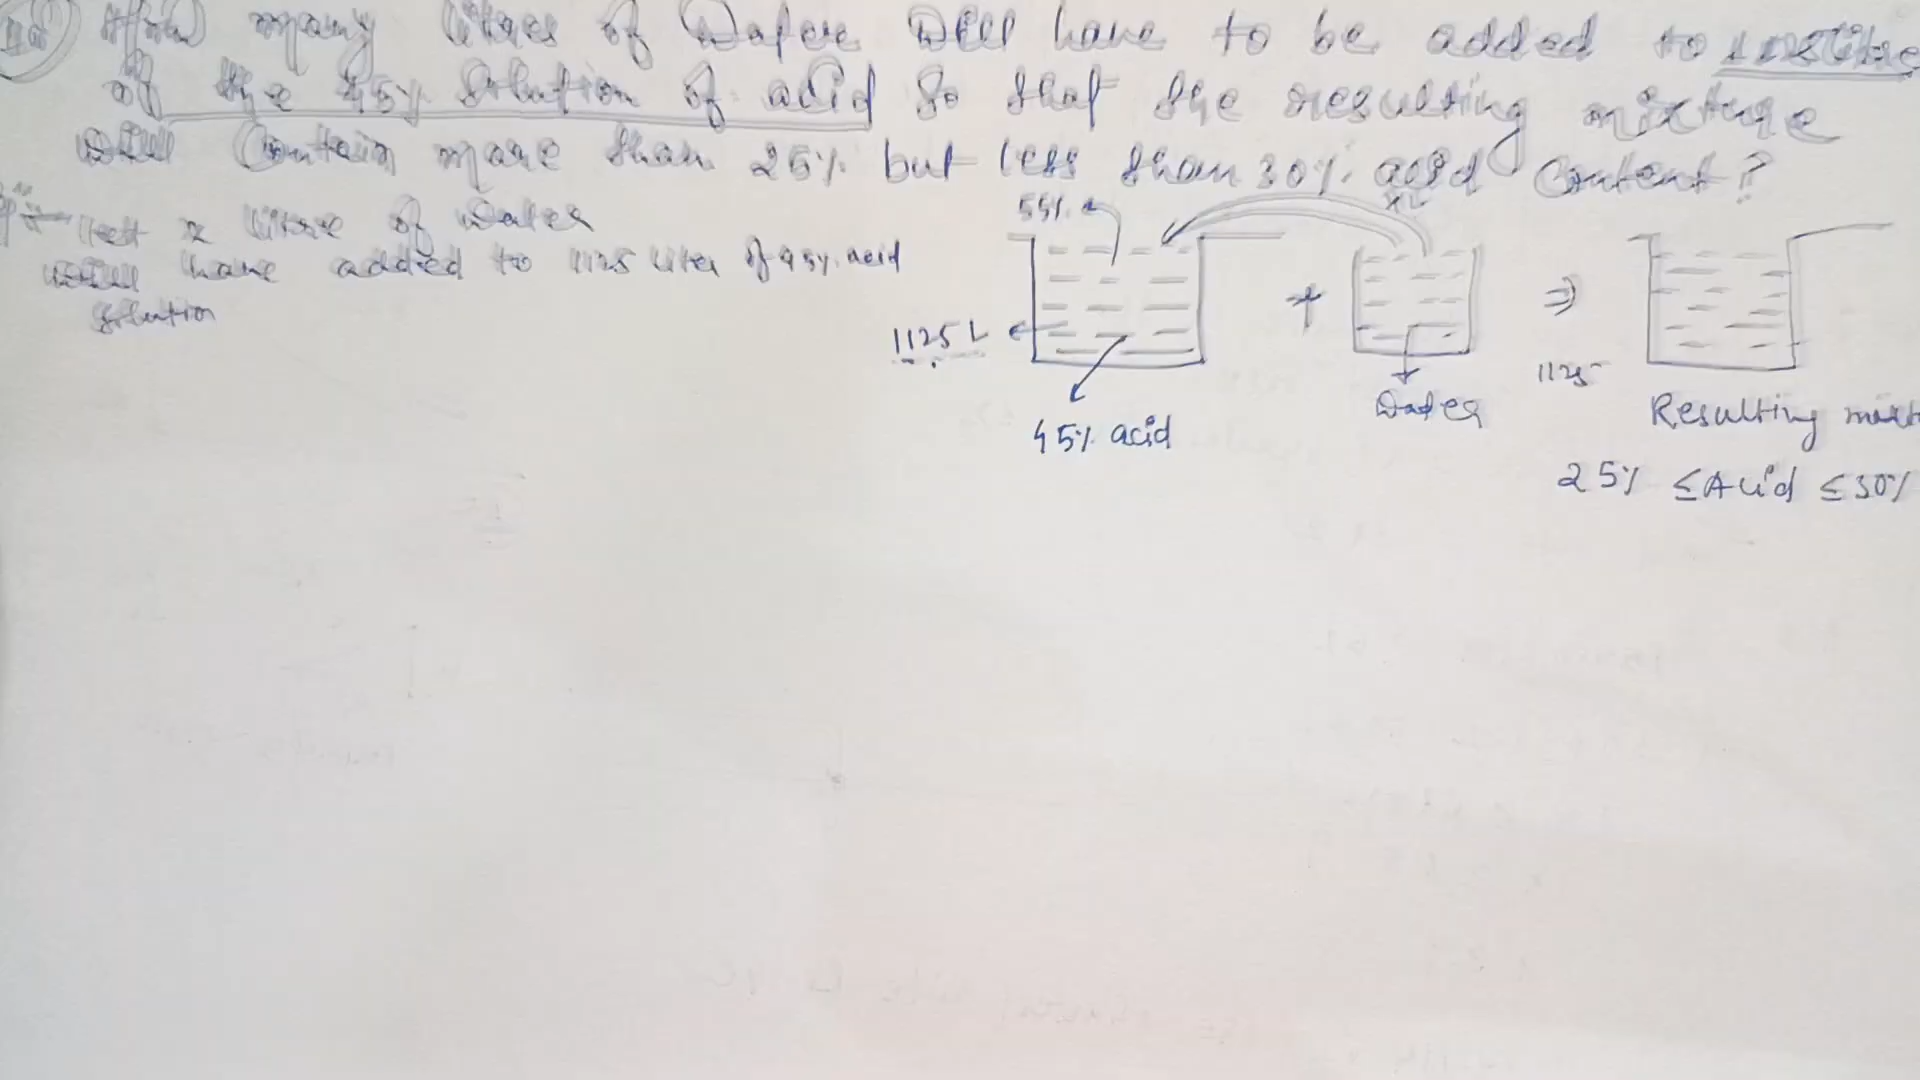 How many litres of Water Will have to be added to 1125 litre
of the 45% solution of acid so that the resulting mixture
Will Contain more than 25% but less than 30% acid Content?
Let x litre of Water
will have added to 1125 liter of 45% acid
solution
55%
xL
1125 L
+
⇒
1125
45% acid
Water
Resulting mixt
25% ≤ Acid ≤ 30%